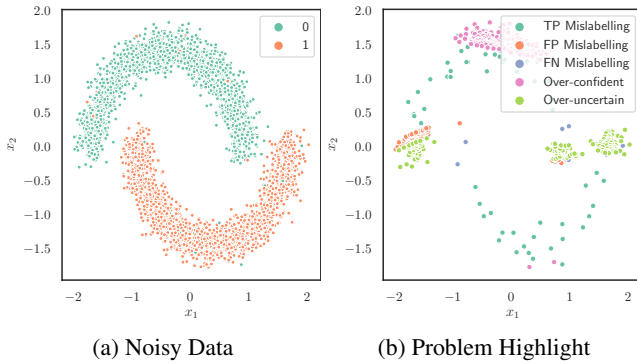 2.0
1.5
1.0
0.5
0.0
−0.5
−1.0
−1.5
x2
−2 −1 0 1 2
x1
0
1
(a) Noisy Data
2.0
1.5
1.0
0.5
0.0
−0.5
−1.0
−1.5
x2
−2 −1 0 1 2
x1
TP Mislabelling
FP Mislabelling
FN Mislabelling
Over-confident
Over-uncertain
(b) Problem Highlight